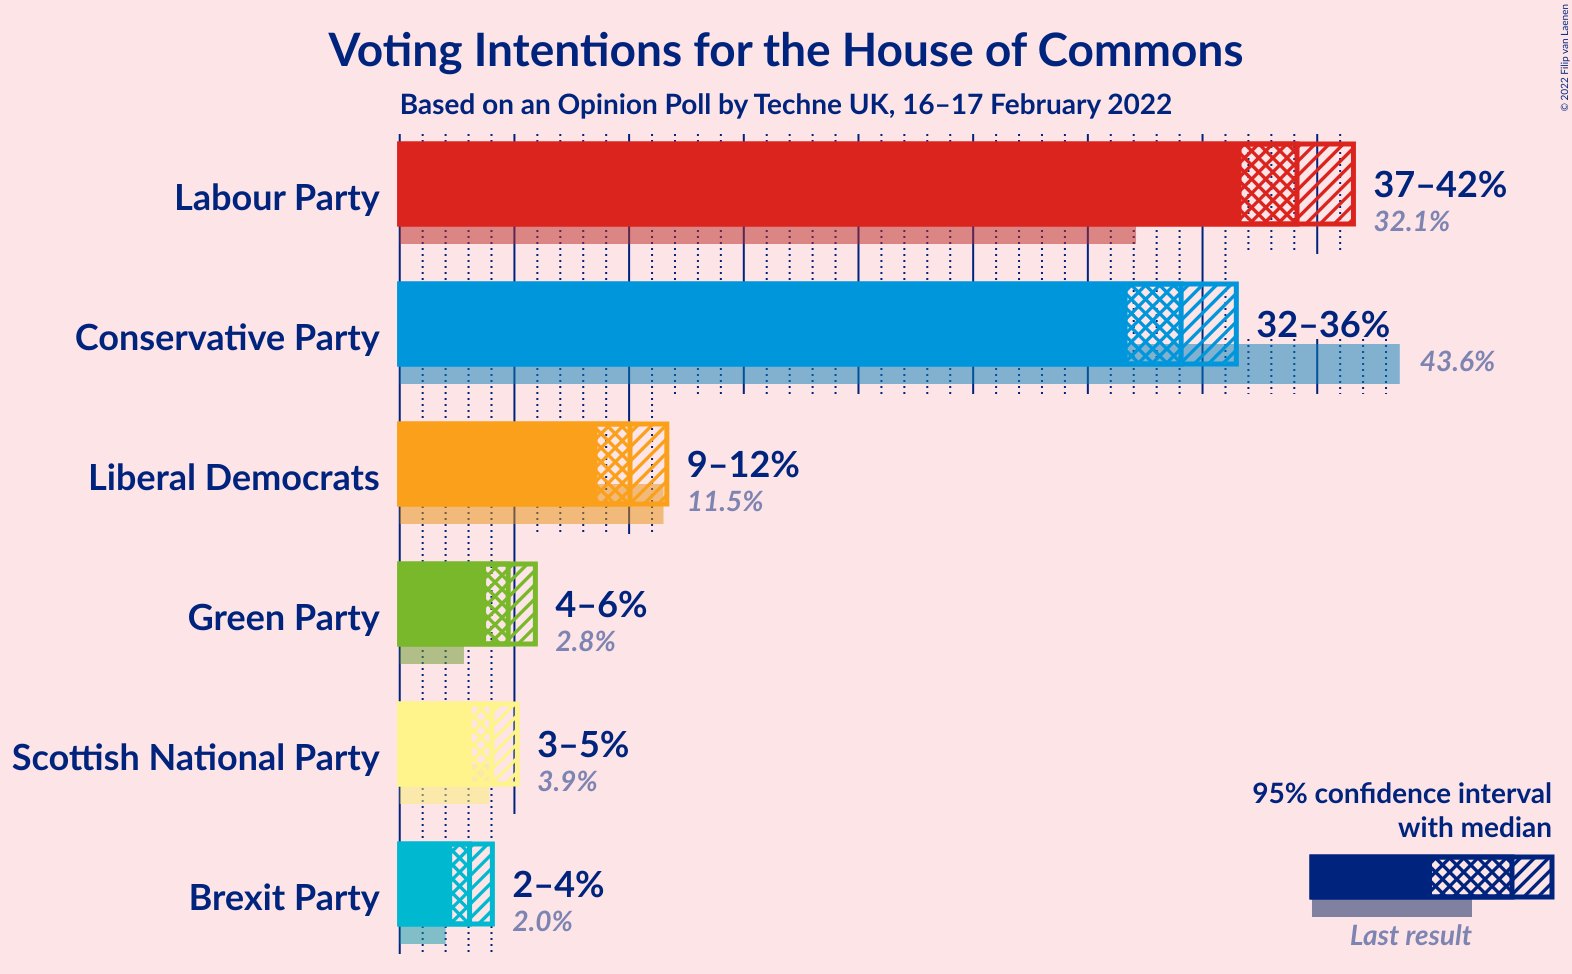 Voting Intentions for the House of Commons
Based on an Opinion Poll by Techne UK, 16–17 February 2022
© 2022 Filip van Laenen
Labour Party
37–42%
32.1%
Conservative Party
32–36%
43.6%
Liberal Democrats
9–12%
11.5%
Green Party
4–6%
2.8%
Scottish National Party
3–5%
3.9%
Brexit Party
2–4%
2.0%
95% confidence interval
with median
Last result